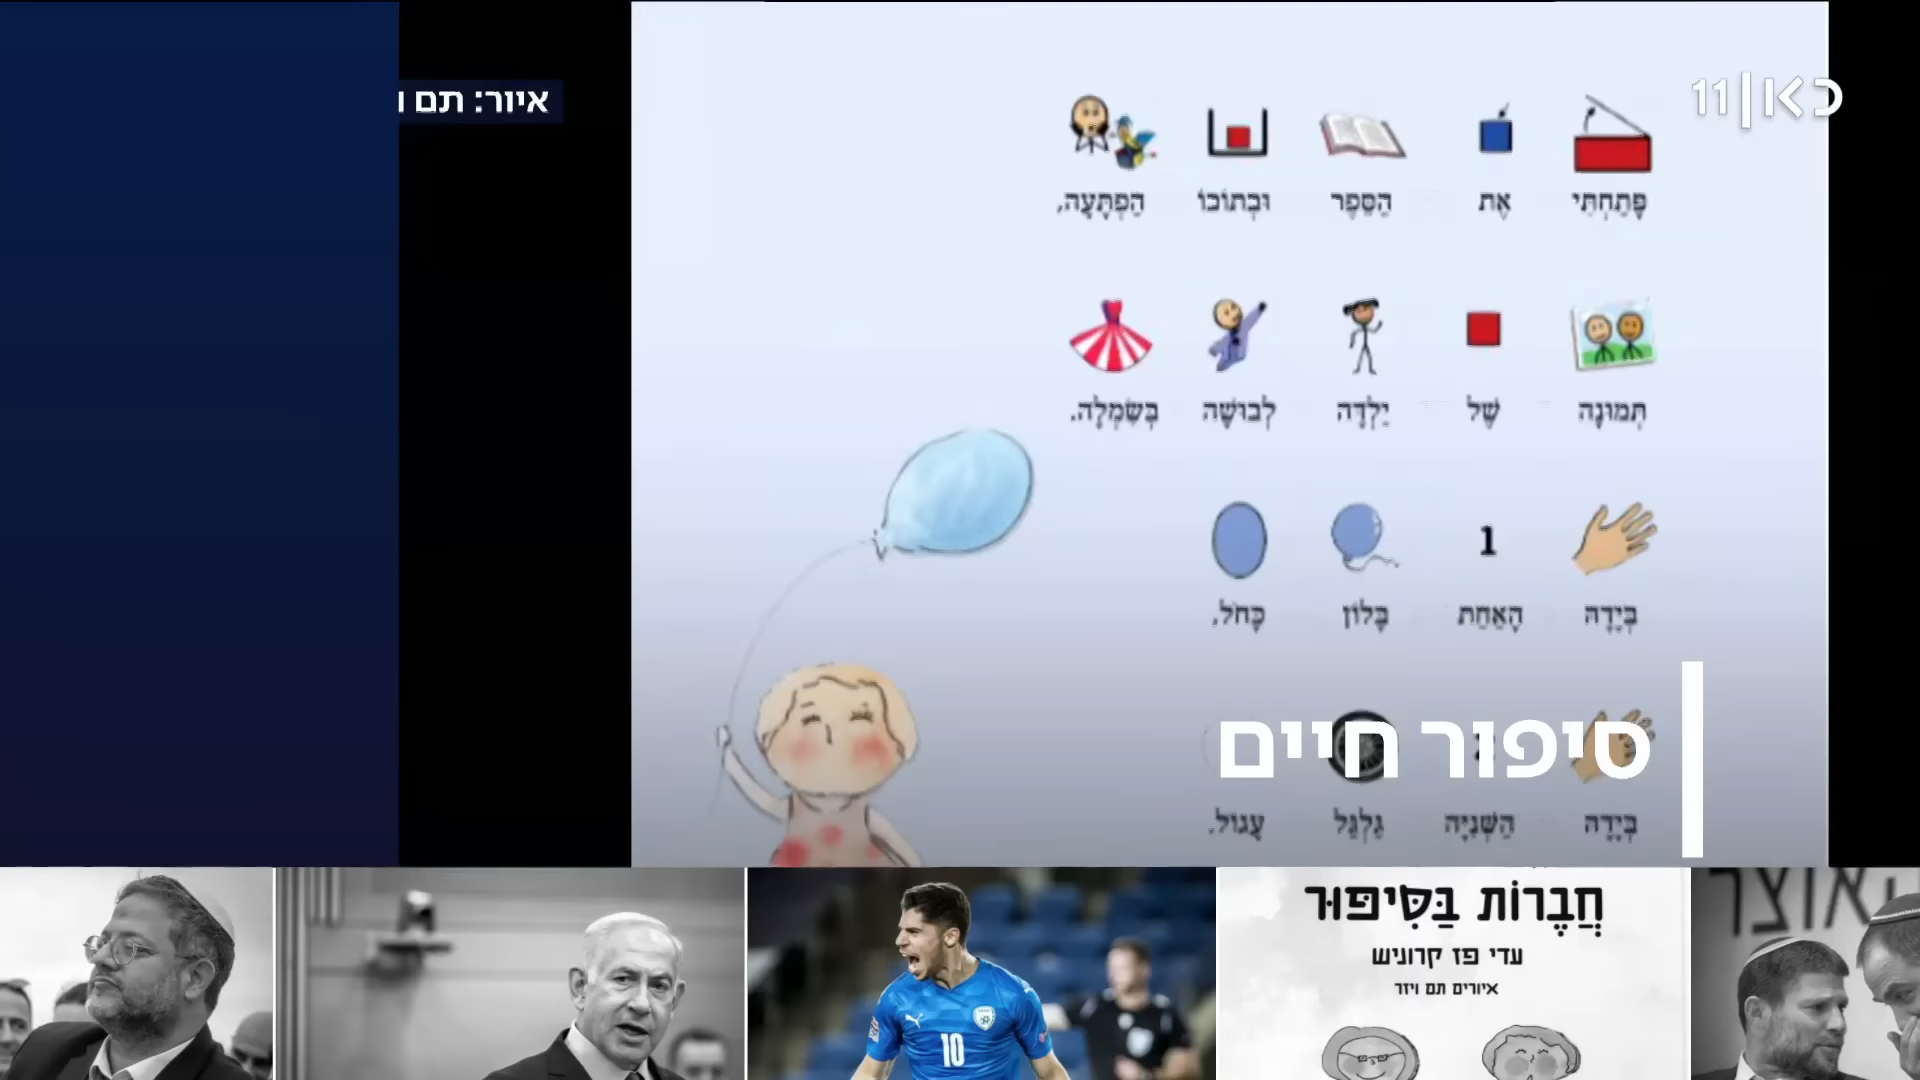 כאן|11
איור: תם ו
פָּתַחְתִּי אֶת הַסֵּפֶר וּבְתוֹכוֹ הַפְתָּעָה,
תְּמוּנָה שֶׁל יַלְדָּה לְבוּשָׁה בְּשִׂמְלָה.
1
בְּיָדָהּ הָאַחַת בָּלוֹן כָּחֹל.
סיפור חיים
בְּיָדָהּ הַשְּׁנִיָּה גַּלְגַּל עָגוֹל.
10
חֲבֵרוֹת בַּסִּיפּוּר
עדי פז קרוניש
איורים תם ויזר
אוצר